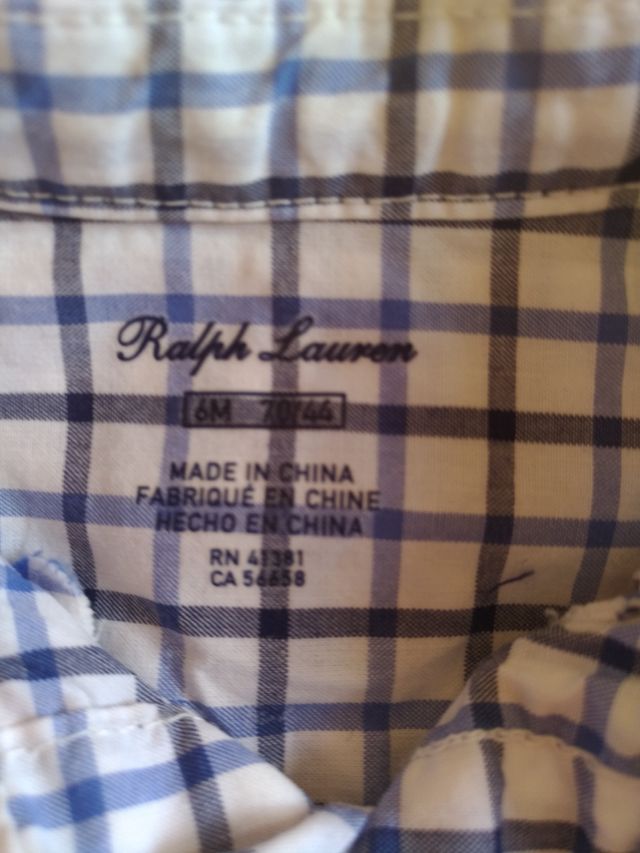 Ralph Lauren
6M 70/44
MADE IN CHINA
FABRIQUÉ EN CHINE
HECHO EN CHINA
RN 41381
CA 56658